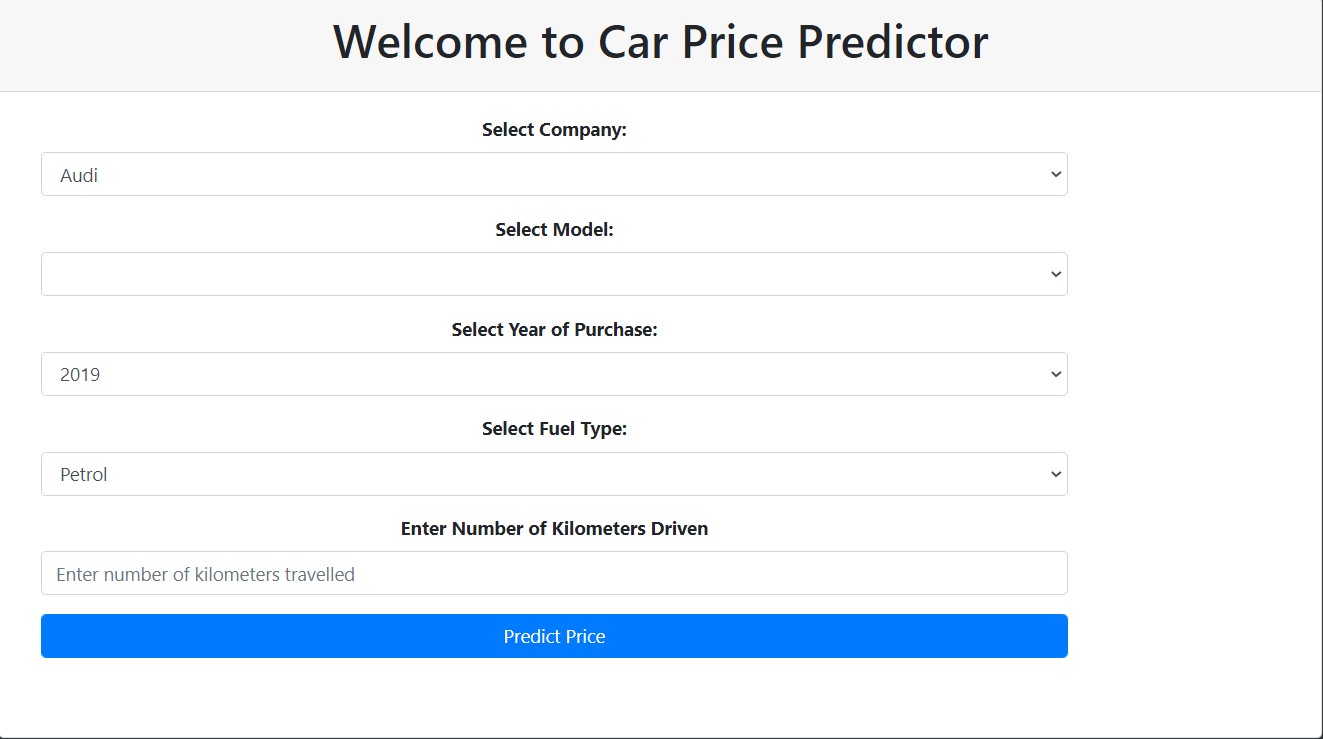 Welcome to Car Price Predictor
Select Company:
Audi
Select Model:
Select Year of Purchase:
2019
Select Fuel Type:
Petrol
Enter Number of Kilometers Driven
Enter number of kilometers travelled
Predict Price